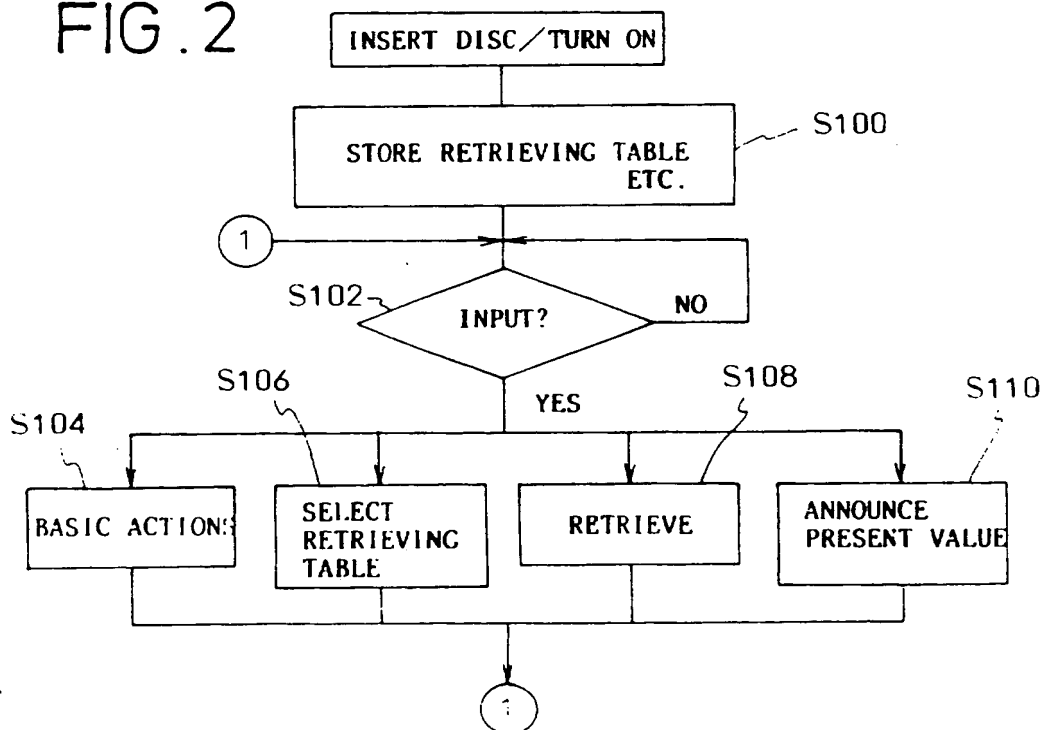 FIG. 2
INSERT DISC/TURN ON
S100
STORE RETRIEVING TABLE
ETC.
1
S102
INPUT?
NO
YES
S104
S106
S108
S110
BASIC ACTIONS
SELECT
RETRIEVING
TABLE
RETRIEVE
ANNOUNCE
PRESENT VALUE
1